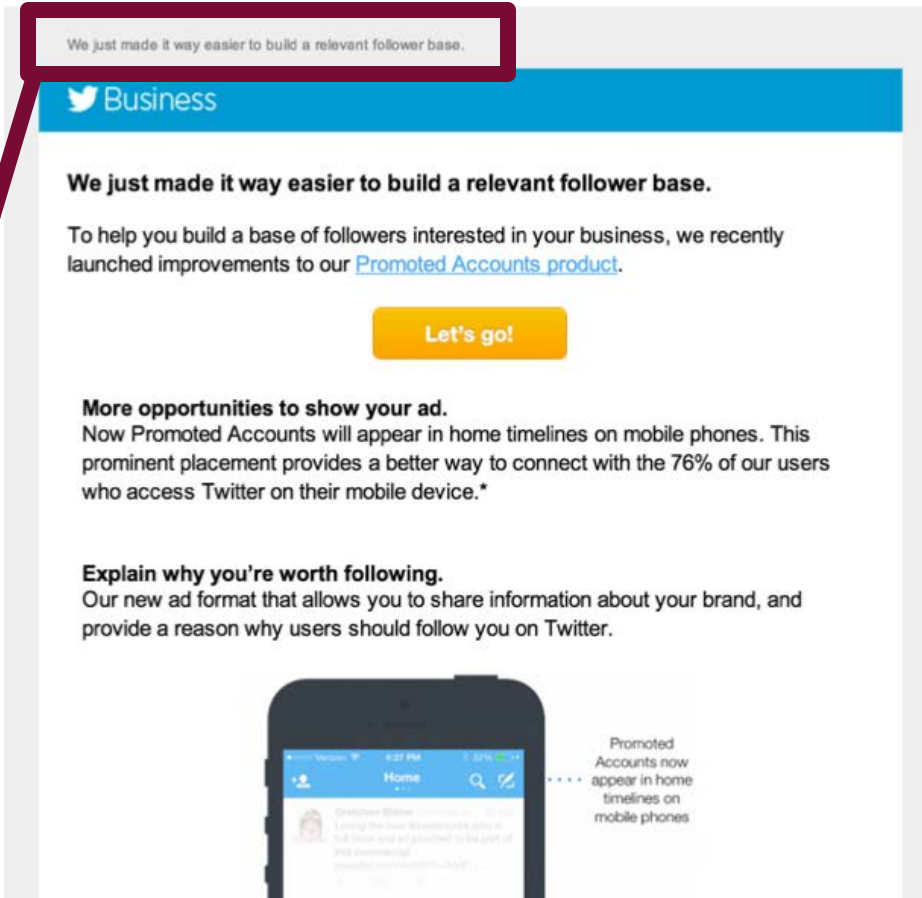 We just made it way easier to build a relevant follower base.
Business
We just made it way easier to build a relevant follower base.
To help you build a base of followers interested in your business, we recently
launched improvements to our Promoted Accounts product.
Let's go!
More opportunities to show your ad.
Now Promoted Accounts will appear in home timelines on mobile phones. This
prominent placement provides a better way to connect with the 76% of our users
who access Twitter on their mobile device.*
Explain why you're worth following.
Our new ad format that allows you to share information about your brand, and
provide a reason why users should follow you on Twitter.
Promoted
Accounts now
appear in home
timelines on
mobile phones
Verizon 4:27 PM
Home